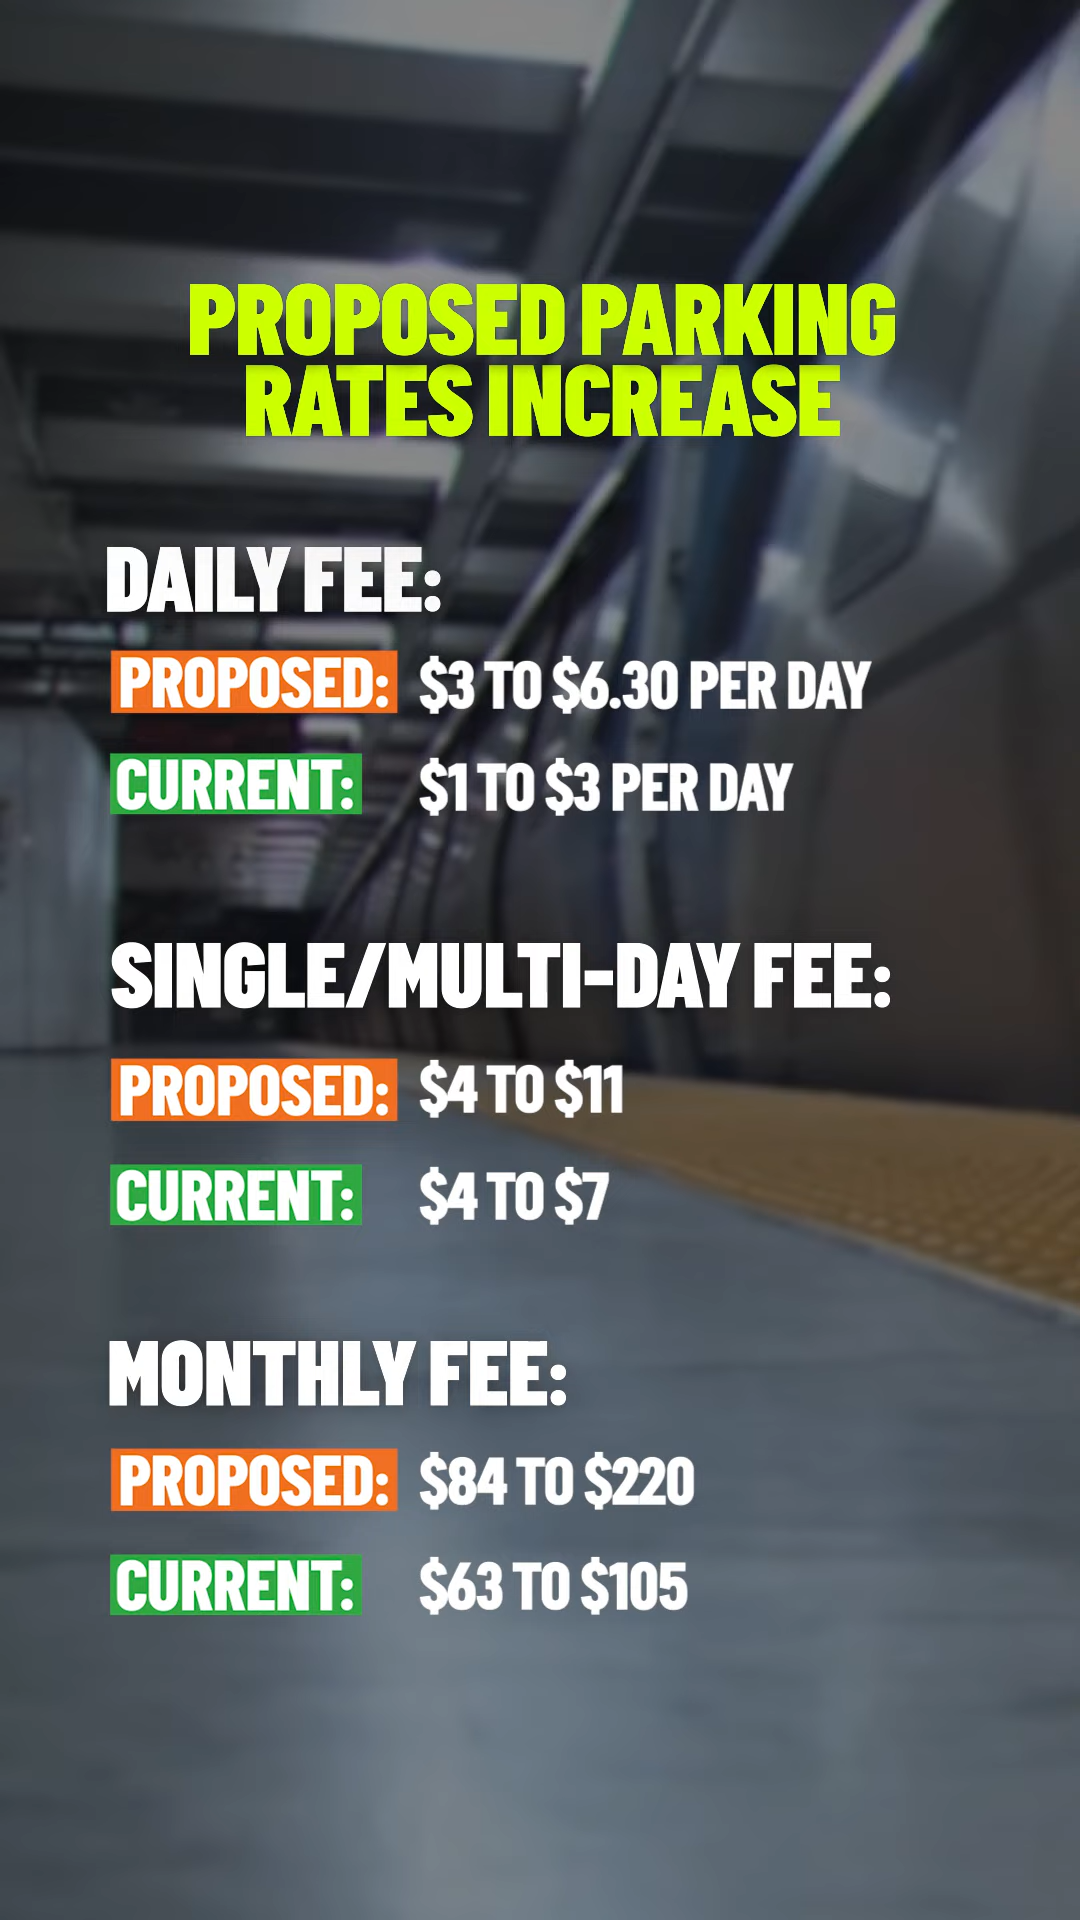 PROPOSED PARKING
RATES INCREASE
DAILY FEE:
PROPOSED: $3 TO $6.30 PER DAY
CURRENT: $1 TO $3 PER DAY
SINGLE/MULTI-DAY FEE:
PROPOSED: $4 TO $11
CURRENT: $4 TO $7
MONTHLY FEE:
PROPOSED: $84 TO $220
CURRENT: $63 TO $105